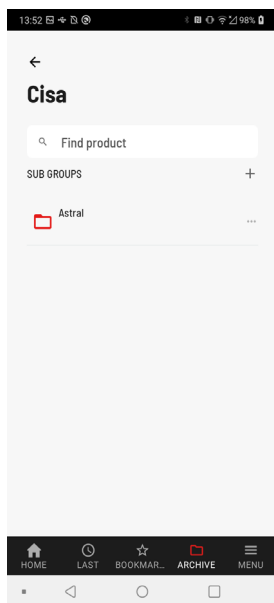 13:52 98%
Cisa
Find product
SUB GROUPS
Astral
HOME LAST BOOKMAR... ARCHIVE MENU